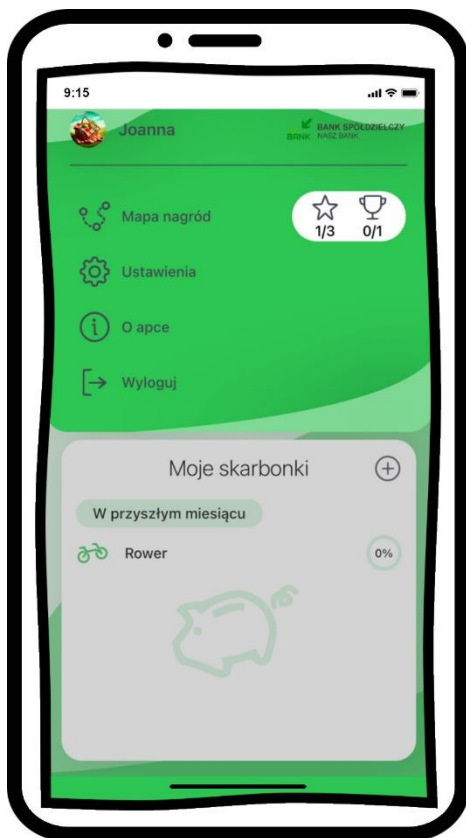 9:15
Joanna
BANK
BANK SPÓŁDZIELCZY
NASZ BANK
Mapa nagród
1/3
0/1
Ustawienia
i
O apce
Wyloguj
Moje skarbonki
W przyszłym miesiącu
Rower
0%